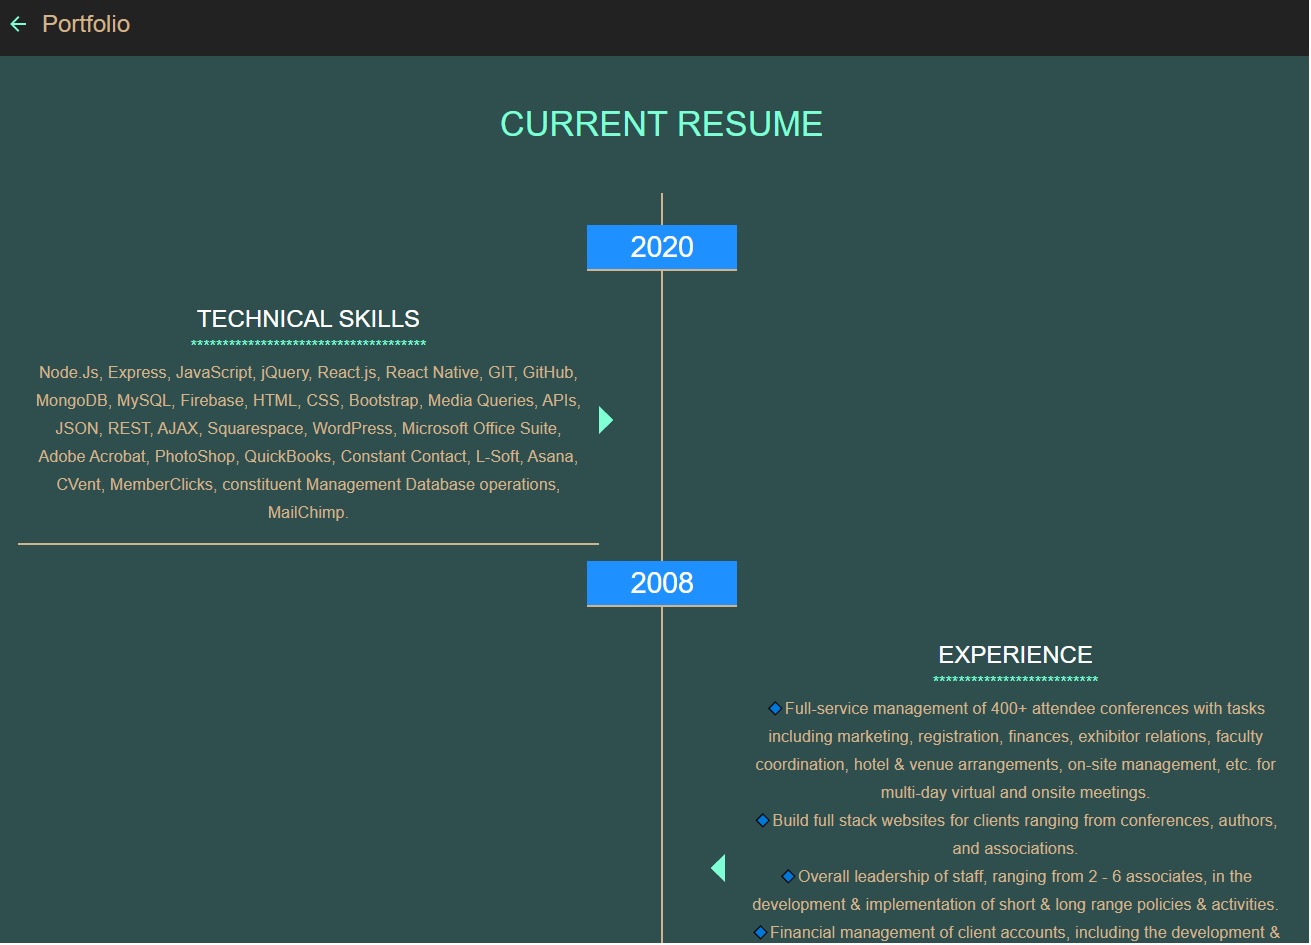 Portfolio
CURRENT RESUME
2020
TECHNICAL SKILLS
Node.Js, Express, JavaScript, jQuery, React.js, React Native, GIT, GitHub,
MongoDB, MySQL, Firebase, HTML, CSS, Bootstrap, Media Queries, APIs,
JSON, REST, AJAX, Squarespace, WordPress, Microsoft Office Suite,
Adobe Acrobat, PhotoShop, QuickBooks, Constant Contact, L-Soft, Asana,
CVent, MemberClicks, constituent Management Database operations,
MailChimp.
2008
EXPERIENCE
Full-service management of 400+ attendee conferences with tasks
including marketing, registration, finances, exhibitor relations, faculty
coordination, hotel & venue arrangements, on-site management, etc. for
multi-day virtual and onsite meetings.
Build full stack websites for clients ranging from conferences, authors,
and associations.
Overall leadership of staff, ranging from 2 - 6 associates, in the
development & implementation of short & long range policies & activities.
Financial management of client accounts, including the development &